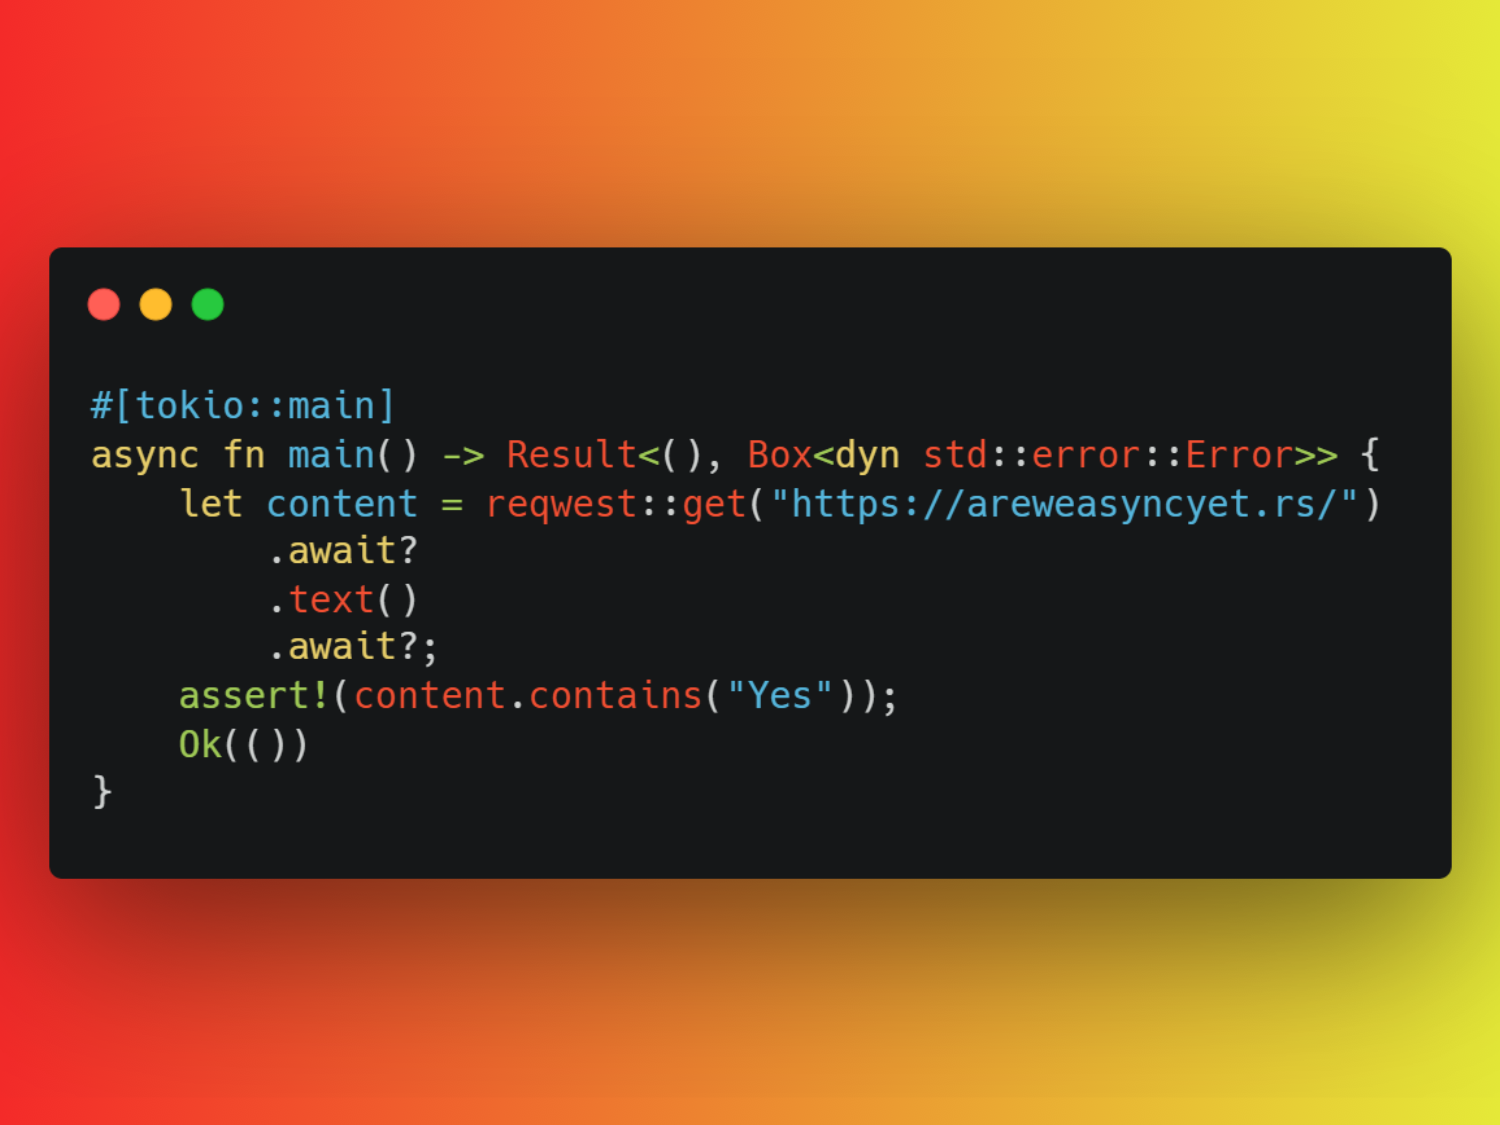 #[tokio::main]
async fn main() -> Result<(), Box<dyn std::error::Error>> {
    let content = reqwest::get("https://areweasyncyet.rs/")
        .await?
        .text()
        .await?;
    assert!(content.contains("Yes"));
    Ok(())
}